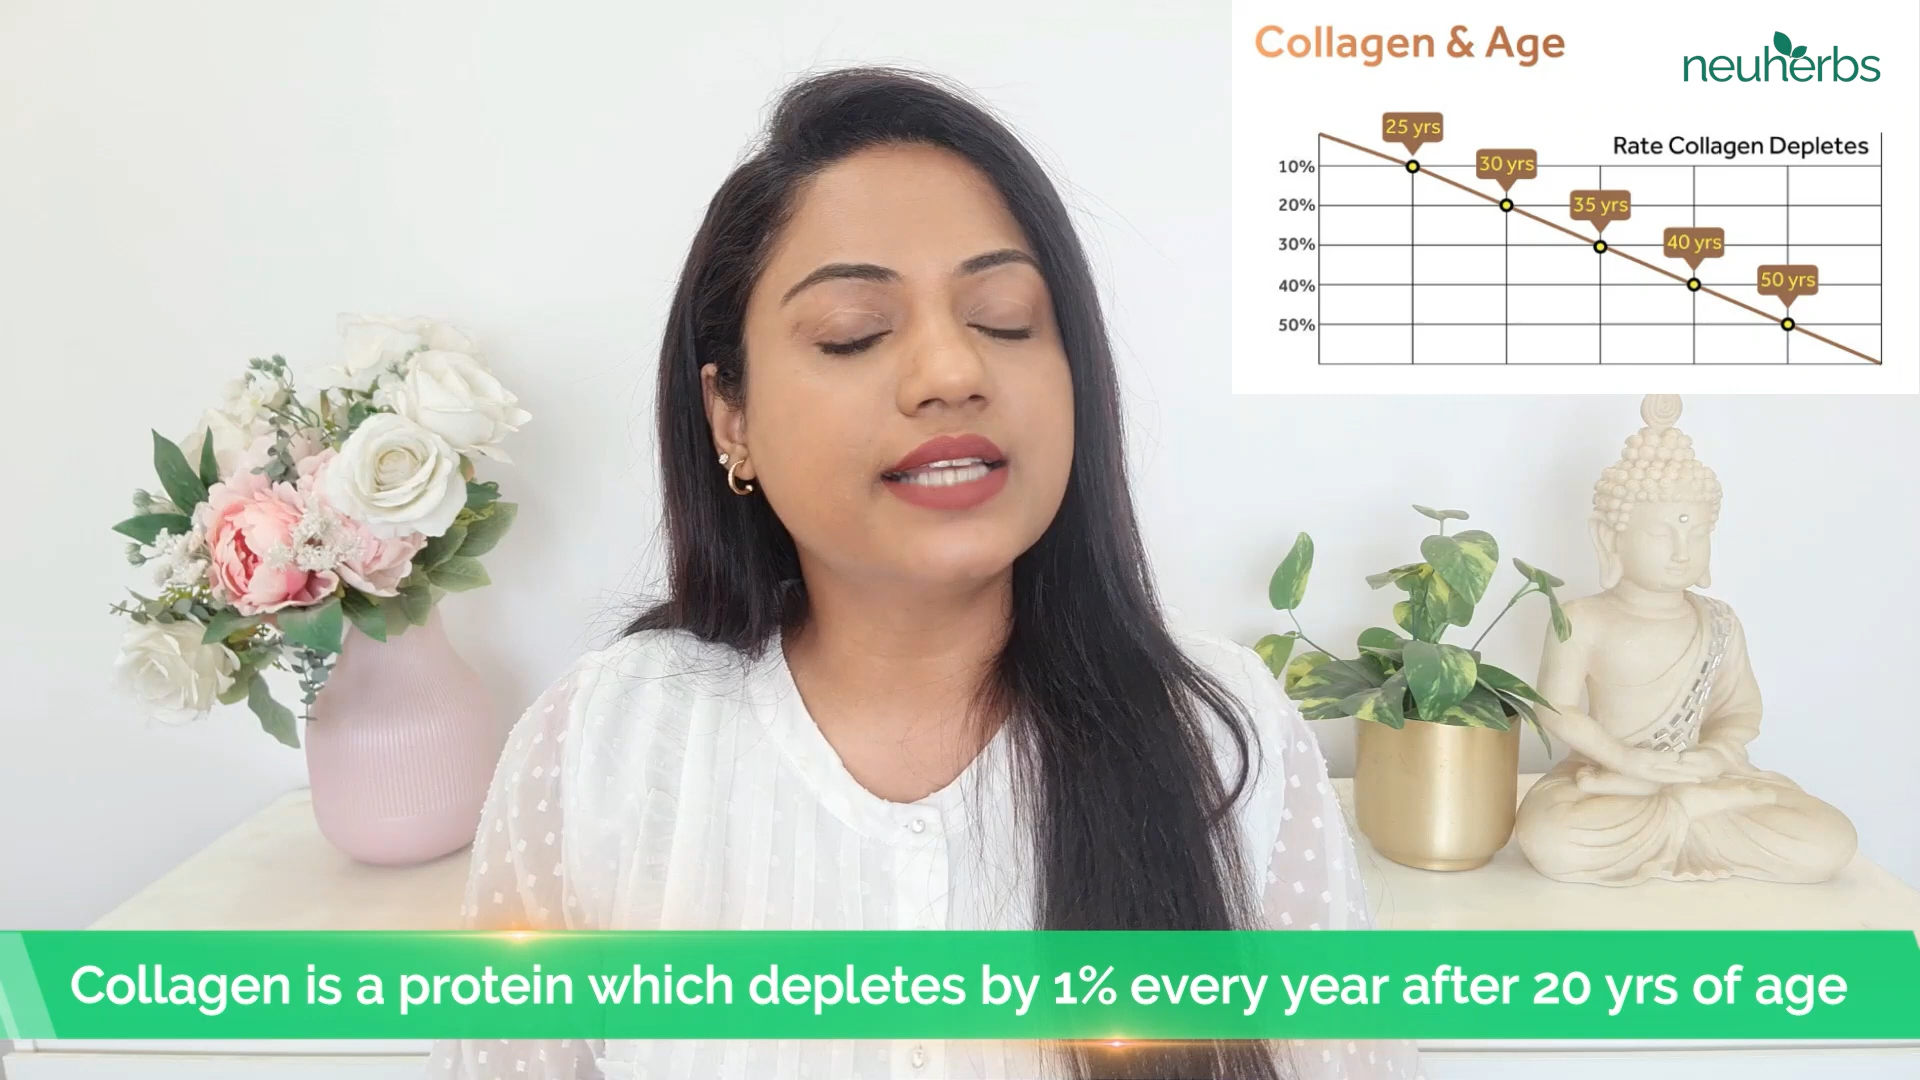 Collagen & Age
neuherbs
Rate Collagen Depletes
25 yrs
30 yrs
35 yrs
40 yrs
50 yrs
10%
20%
30%
40%
50%
Collagen is a protein which depletes by 1% every year after 20 yrs of age